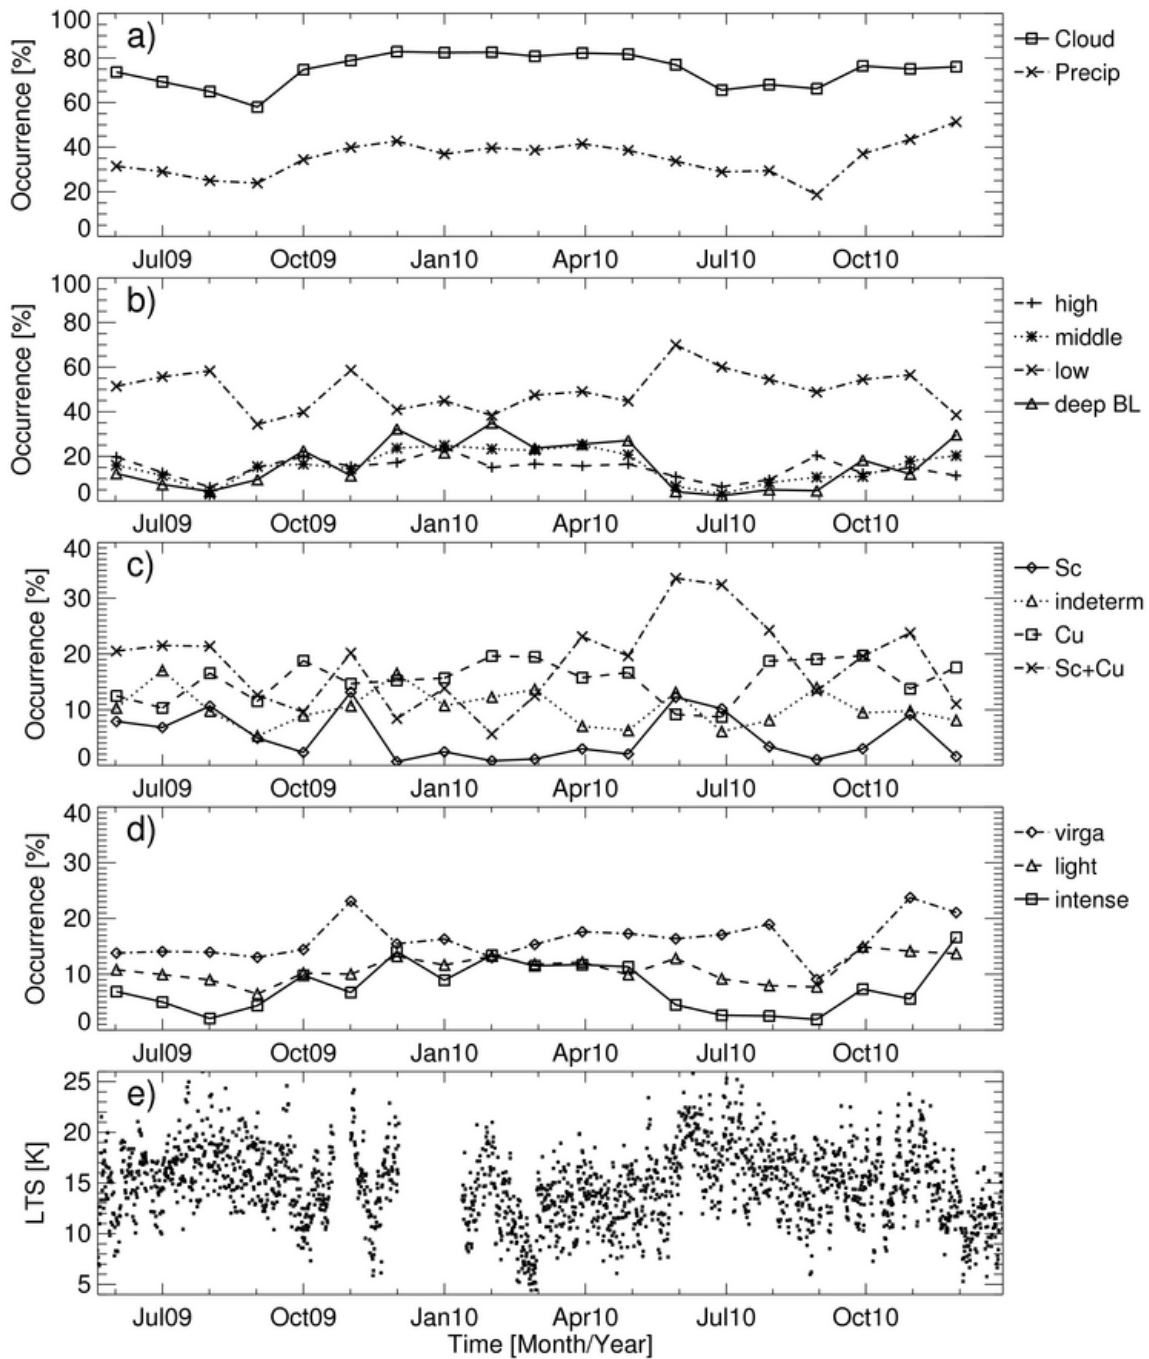 a)
100
80
60
40
20
0
Occurrence [%]
Cloud
Precip
Jul09 Oct09 Jan10 Apr10 Jul10 Oct10
b)
100
80
60
40
20
0
Occurrence [%]
high
middle
low
deep BL
Jul09 Oct09 Jan10 Apr10 Jul10 Oct10
c)
40
30
20
10
0
Occurrence [%]
Sc
indeterm
Cu
Sc+Cu
Jul09 Oct09 Jan10 Apr10 Jul10 Oct10
d)
40
30
20
10
0
Occurrence [%]
virga
light
intense
Jul09 Oct09 Jan10 Apr10 Jul10 Oct10
e)
25
20
15
10
5
LTS [K]
Jul09 Oct09 Jan10 Apr10 Jul10 Oct10
Time [Month/Year]